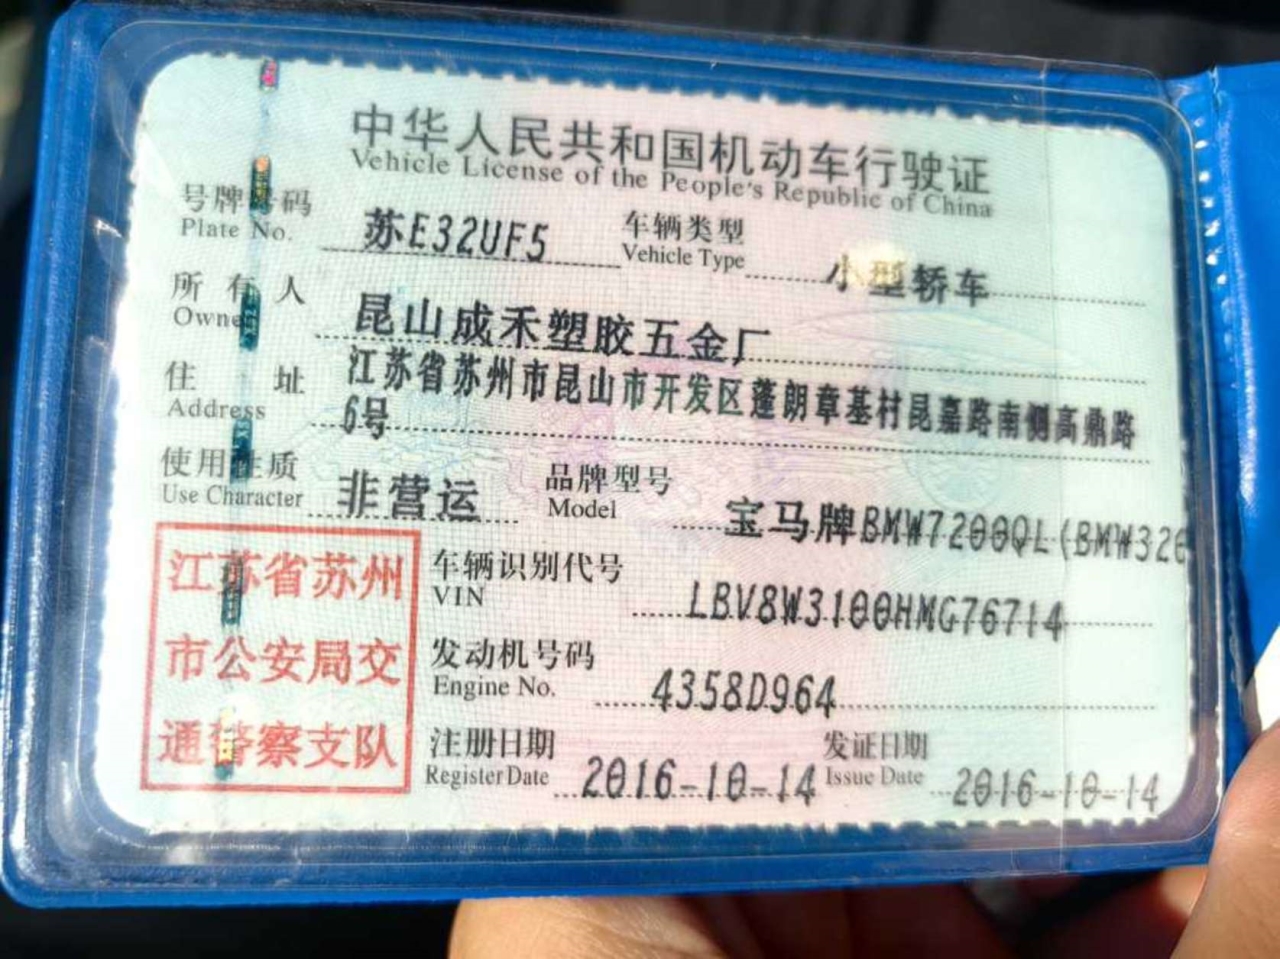 中华人民共和国机动车行驶证
Vehicle License of the People's Republic of China
号牌号码 苏E32UF5 车辆类型 小型轿车
Plate No. Vehicle Type
所有人 昆山成禾塑胶五金厂
Owner
住址 江苏省苏州市昆山市开发区蓬朗章基村昆嘉路南侧高鼎路
Address 6号
使用性质 非营运 品牌型号 宝马牌BMW7200QL(BMW320
Use Character Model
江苏省苏州
市公安局交
通警察支队
车辆识别代号 LBV8W3100HMG76714
VIN
发动机号码 4358D964
Engine No.
注册日期 2016-10-14 发证日期 2016-10-14
Register Date Issue Date